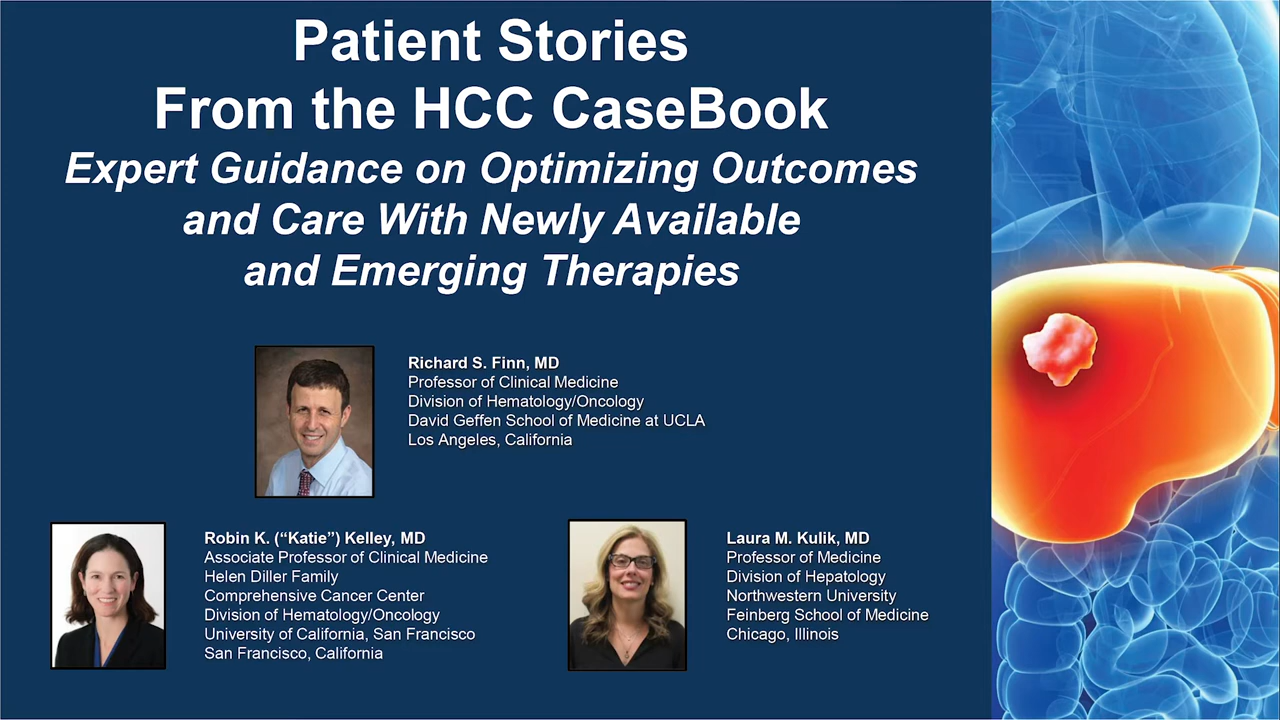 Patient Stories
From the HCC CaseBook
Expert Guidance on Optimizing Outcomes
and Care With Newly Available
and Emerging Therapies
Richard S. Finn, MD
Professor of Clinical Medicine
Division of Hematology/Oncology
David Geffen School of Medicine at UCLA
Los Angeles, California
Robin K. (“Katie”) Kelley, MD
Associate Professor of Clinical Medicine
Helen Diller Family
Comprehensive Cancer Center
Division of Hematology/Oncology
University of California, San Francisco
San Francisco, California
Laura M. Kulik, MD
Professor of Medicine
Division of Hepatology
Northwestern University
Feinberg School of Medicine
Chicago, Illinois